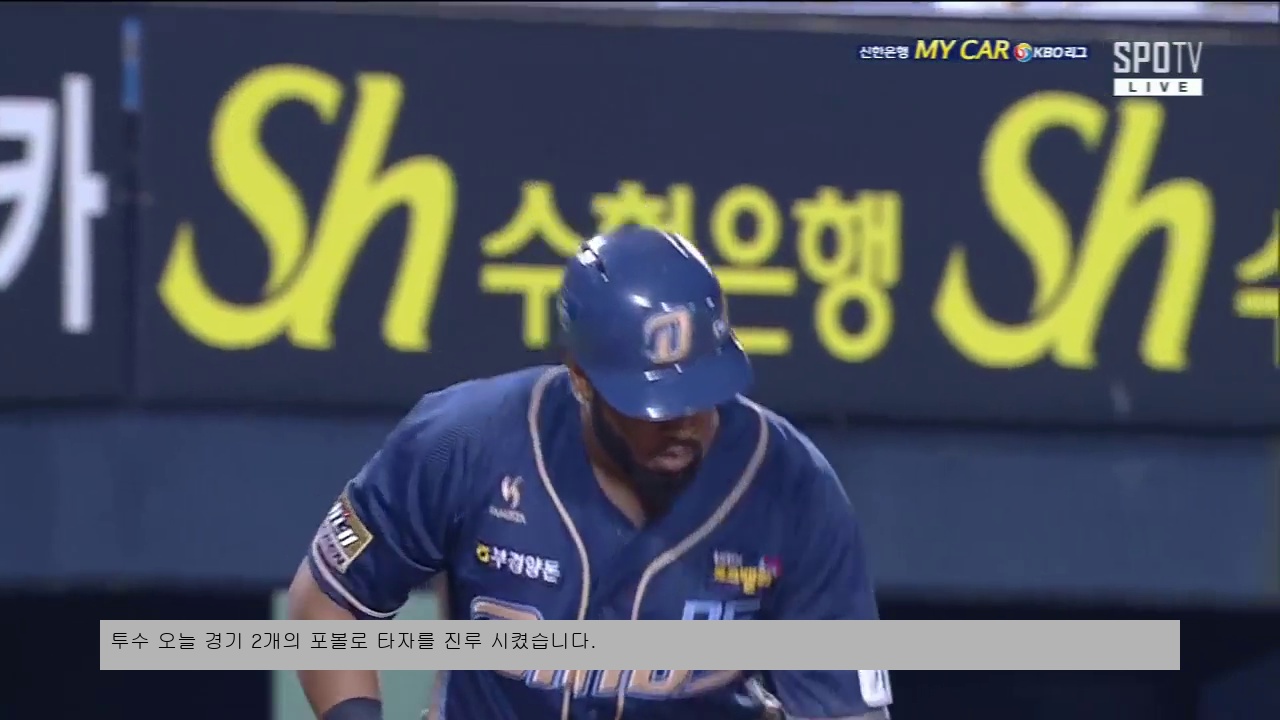 신한은행 MY CAR KBO리그
SPOTV
LIVE
카
Sh 수협은행
Sh
부경양돈
투수 오늘 경기 2개의 포볼로 타자를 진루 시켰습니다.